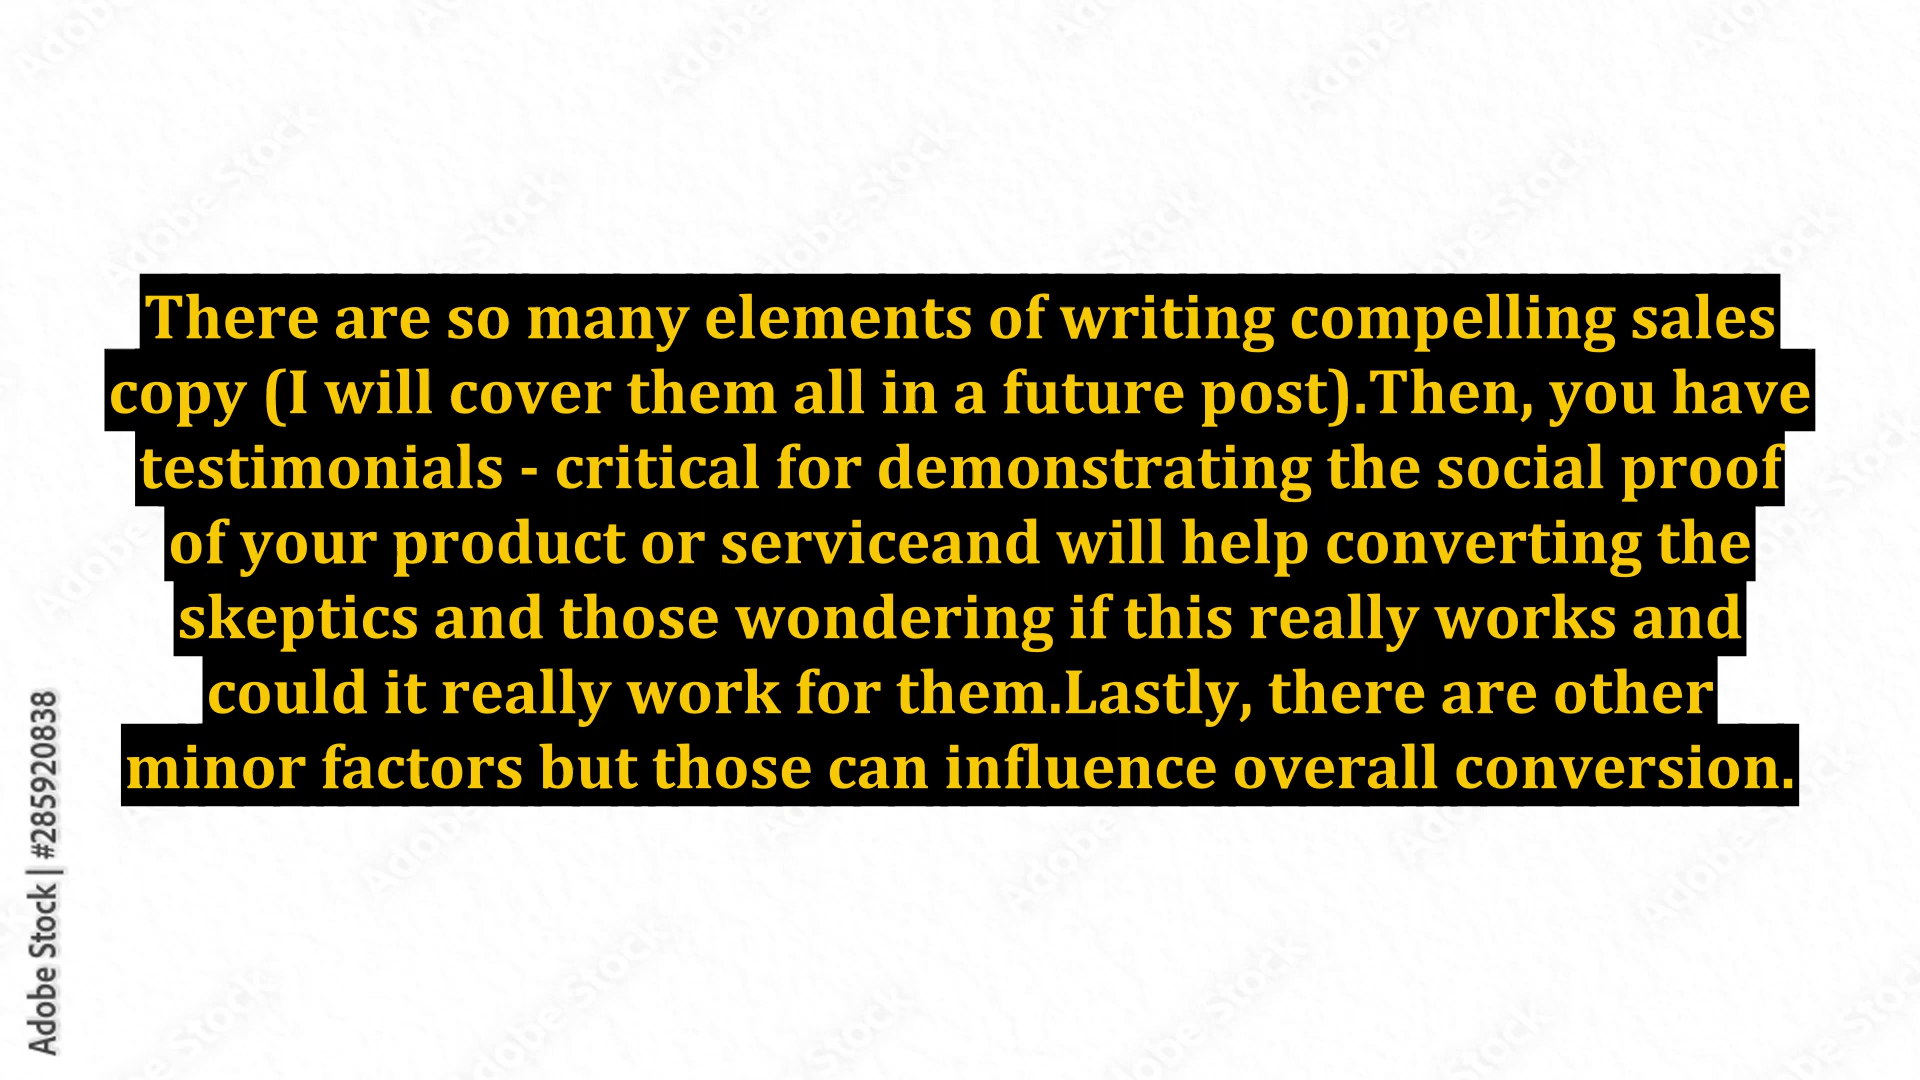 There are so many elements of writing compelling sales
copy (I will cover them all in a future post).Then, you have
testimonials - critical for demonstrating the social proof
of your product or serviceand will help converting the
skeptics and those wondering if this really works and
could it really work for them.Lastly, there are other
minor factors but those can influence overall conversion.
Adobe Stock | #285920838